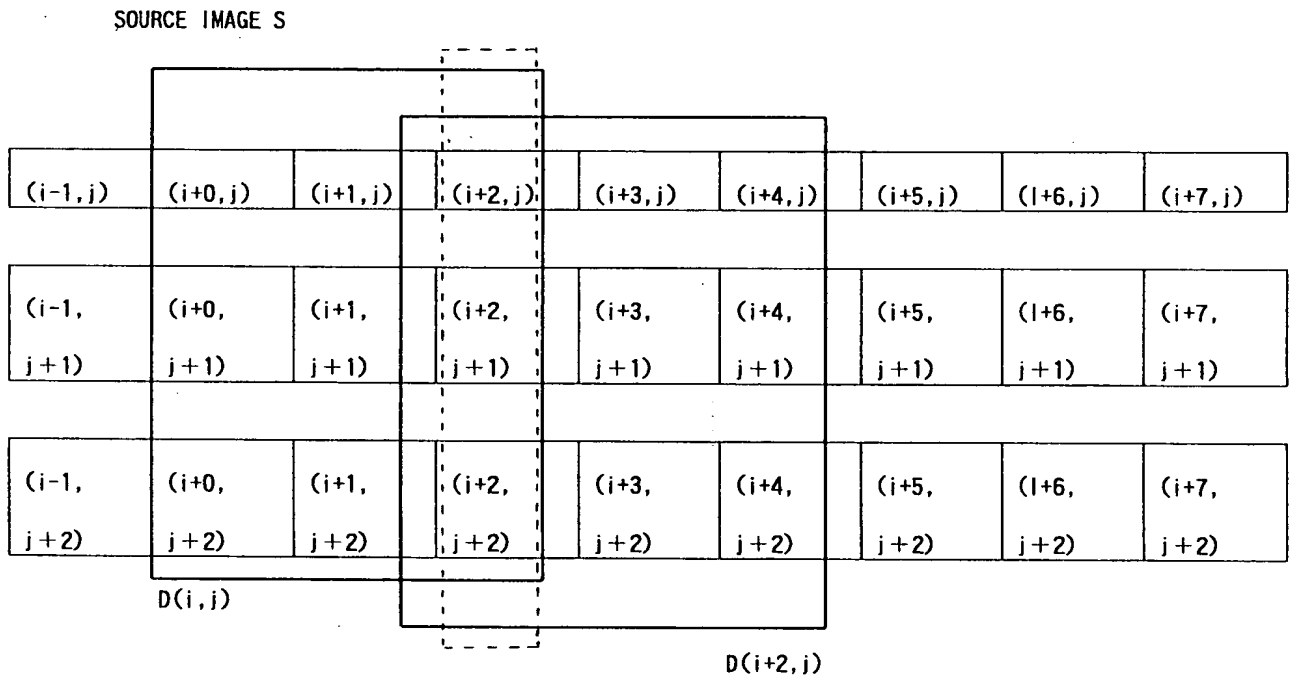 SOURCE IMAGE S
(i-1,j) (i+0,j) (i+1,j) (i+2,j) (i+3,j) (i+4,j) (i+5,j) (I+6,j) (i+7,j)
(i-1, (i+0, (i+1, (i+2, (i+3, (i+4, (i+5, (I+6, (i+7,
j+1) j+1) j+1) j+1) j+1) j+1) j+1) j+1) j+1)
(i-1, (i+0, (i+1, (i+2, (i+3, (i+4, (i+5, (I+6, (i+7,
j+2) j+2) j+2) j+2) j+2) j+2) j+2) j+2) j+2)
D(i,j)
D(i+2,j)